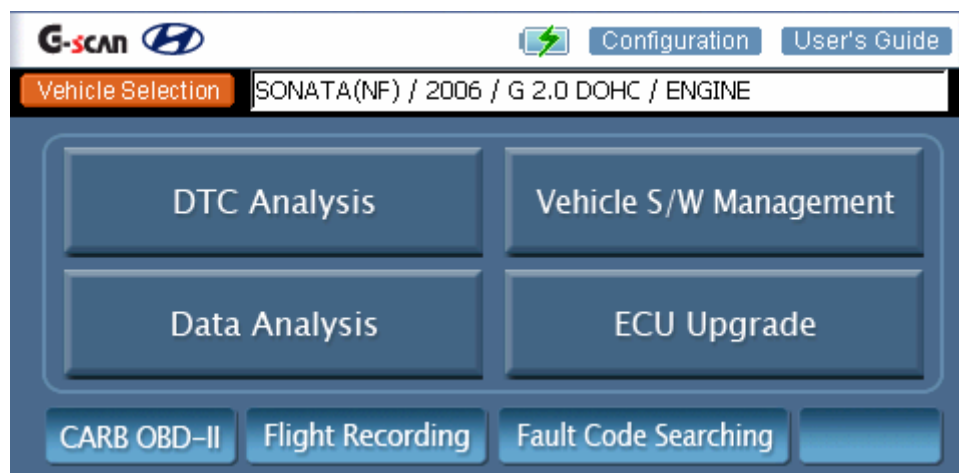 G-scan Configuration User's Guide
Vehicle Selection SONATA(NF) / 2006 / G 2.0 DOHC / ENGINE
DTC Analysis Vehicle S/W Management
Data Analysis ECU Upgrade
CARB OBD-II Flight Recording Fault Code Searching